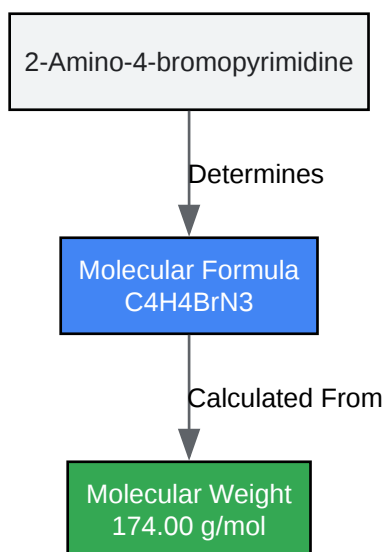 2-Amino-4-bromopyrimidine
Determines
Molecular Formula
C4H4BrN3
Calculated From
Molecular Weight
174.00 g/mol